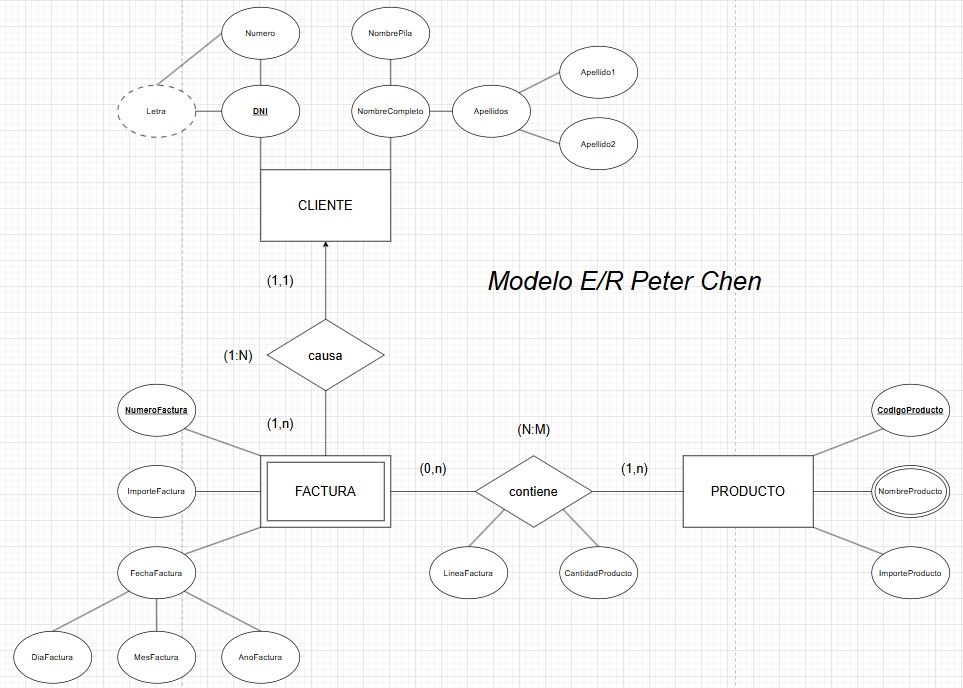 Numero
NombrePila
Apellido1
Letra
DNI
NombreCompleto
Apellidos
Apellido2
CLIENTE
(1,1)
Modelo E/R Peter Chen
(1:N)
causa
NumeroFactura
CodigoProducto
(1,n)
(N:M)
(0,n)
(1,n)
ImporteFactura
FACTURA
contiene
PRODUCTO
NombreProducto
FechaFactura
LineaFactura
CantidadProducto
ImporteProducto
DiaFactura
MesFactura
AnoFactura